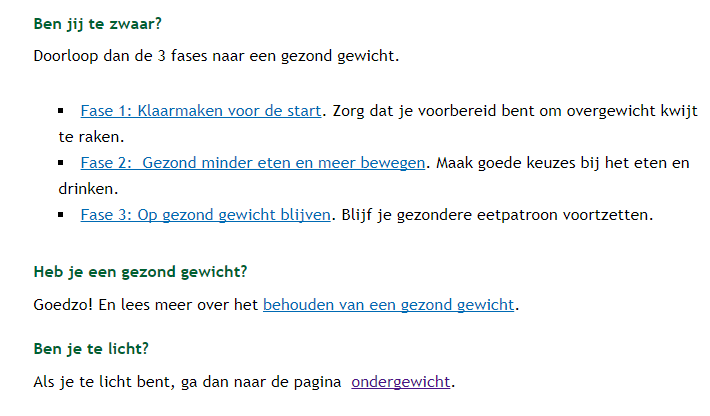 Ben jij te zwaar?
Doorloop dan de 3 fases naar een gezond gewicht.
▪ Fase 1: Klaarmaken voor de start. Zorg dat je voorbereid bent om overgewicht kwijt
te raken.
▪ Fase 2:  Gezond minder eten en meer bewegen. Maak goede keuzes bij het eten en
drinken.
▪ Fase 3: Op gezond gewicht blijven. Blijf je gezondere eetpatroon voortzetten.
Heb je een gezond gewicht?
Goedzo! En lees meer over het behouden van een gezond gewicht.
Ben je te licht?
Als je te licht bent, ga dan naar de pagina  ondergewicht.